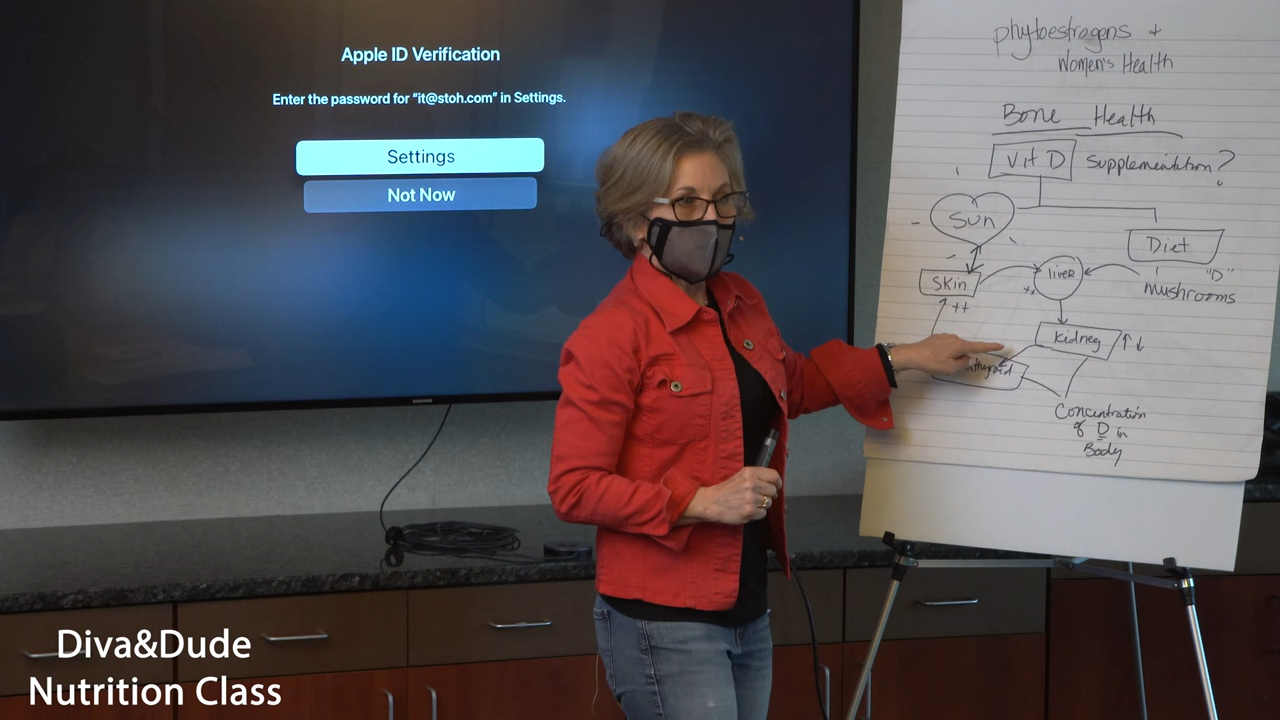 Apple ID Verification
Enter the password for “it@stoh.com” in Settings.
Settings
Not Now
SAMSUNG
phytoestrogens +
Women's Health
Bone Health
Vit D Supplementation?
Sun
Diet
"D"
skin
liver
mushrooms
++
Kidney ↑↓
Concentration
of D in
Body
Diva&Dude
Nutrition Class